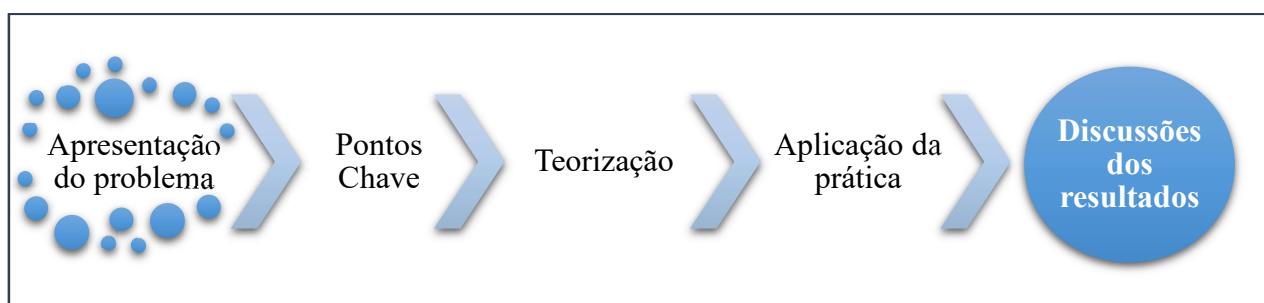 Apresentação
do problema
Pontos
Chave
Teorização
Aplicação da
prática
Discussões
dos
resultados